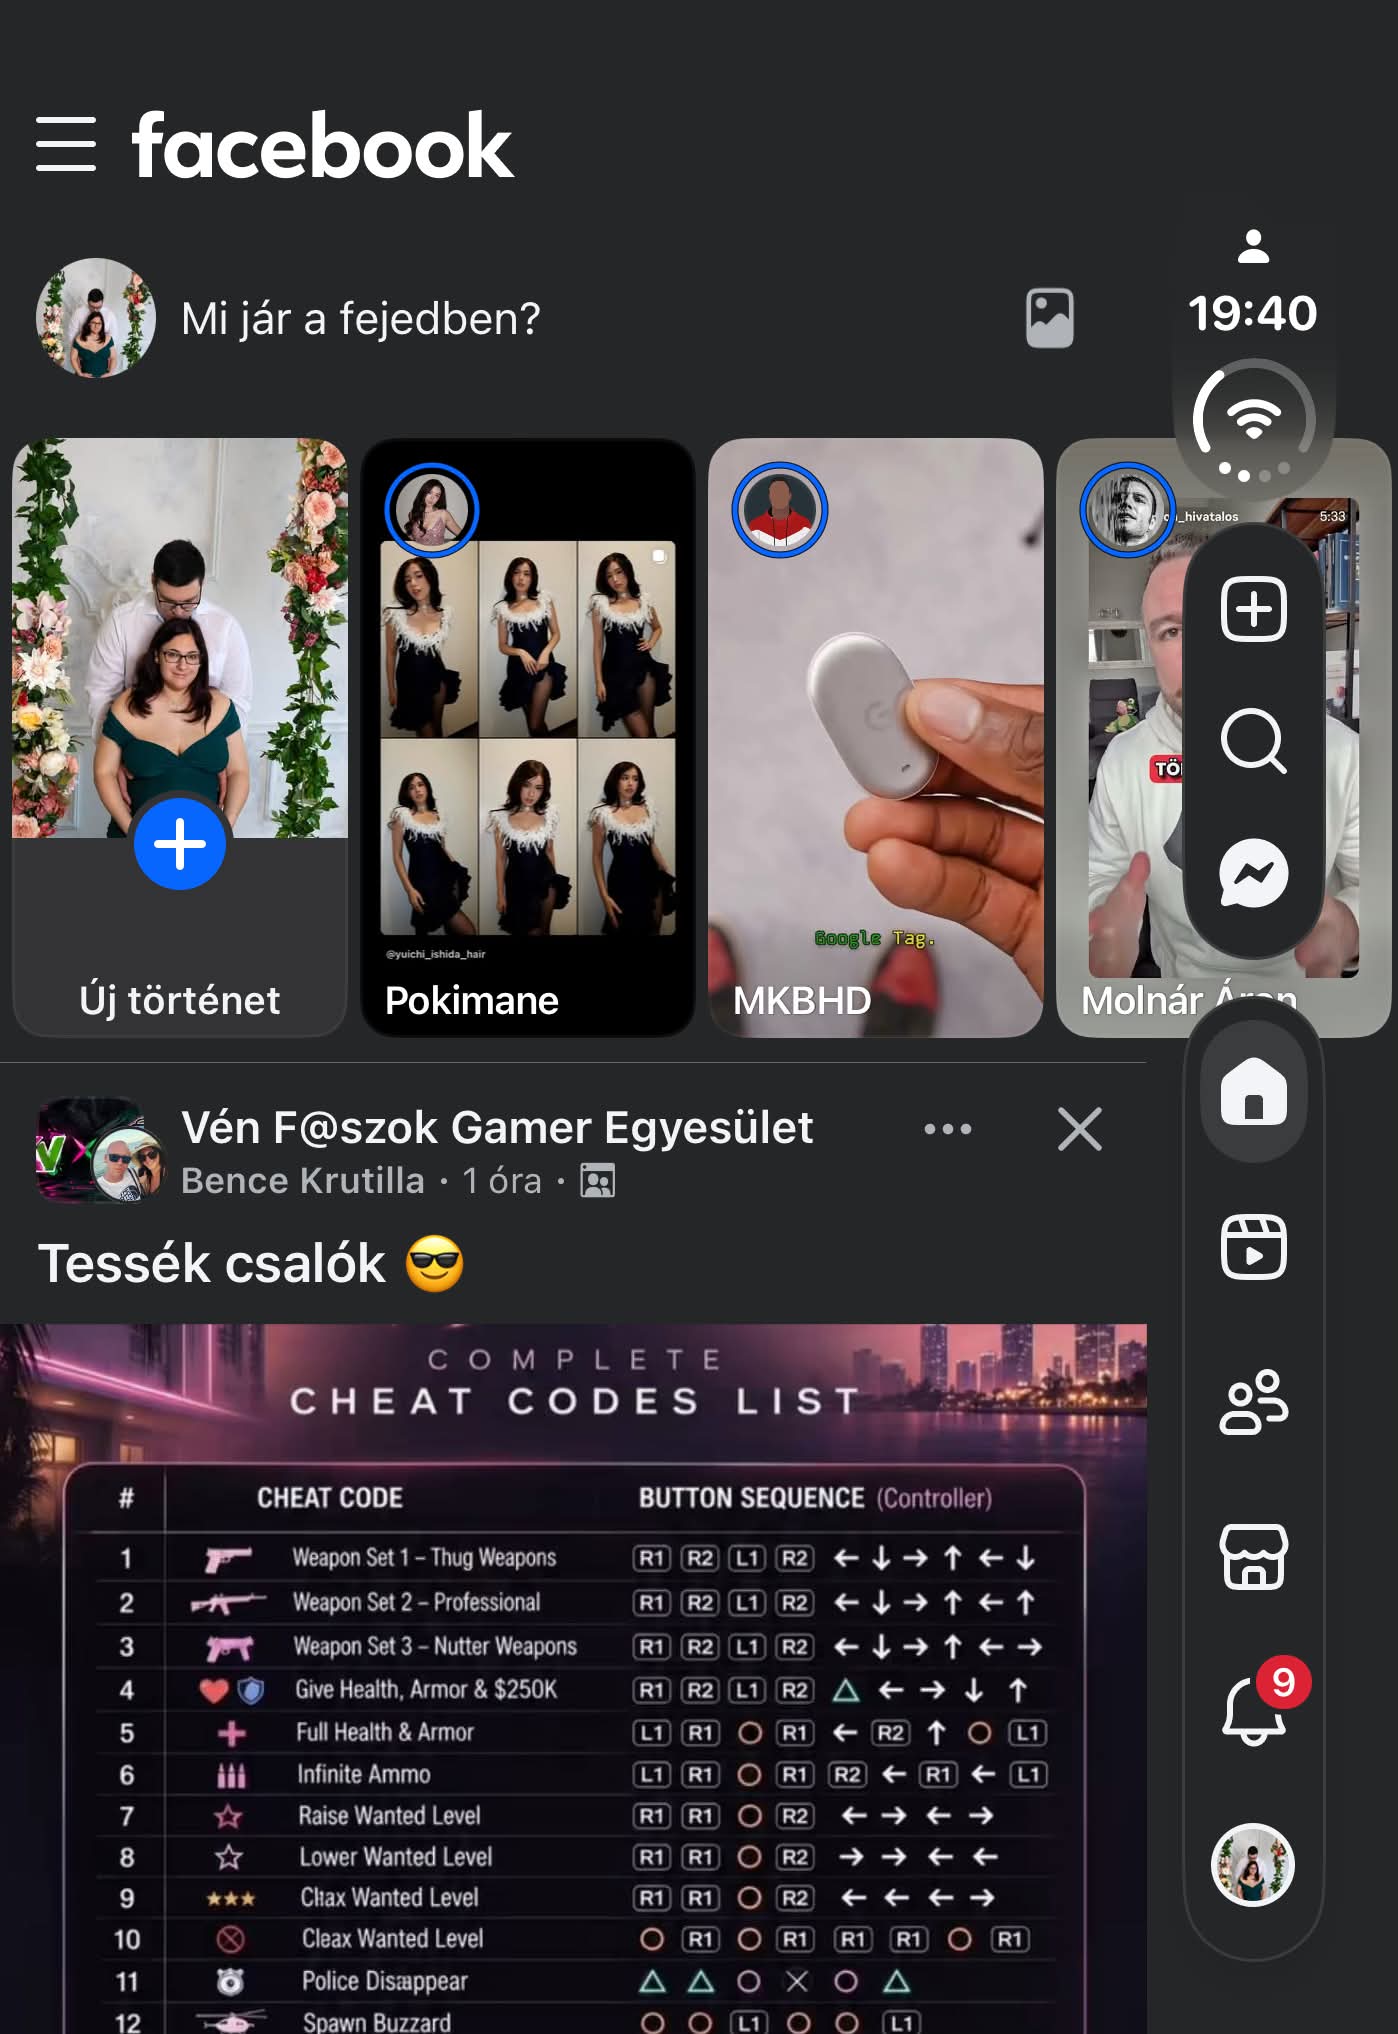 facebook
19:40
Mi jár a fejedben?
Új történet
@yuichi_ishida_hair
Pokimane
Google Tag.
MKBHD
_hivatalos
5:33
Molnár
Vén F@szok Gamer Egyesület
Bence Krutilla · 1 óra ·
Tessék csalók 😎
COMPLETE
CHEAT CODES LIST
# CHEAT CODE BUTTON SEQUENCE (Controller)
1 Weapon Set 1 – Thug Weapons R1 R2 L1 R2 ← ↓ → ↑ ← ↓
2 Weapon Set 2 – Professional R1 R2 L1 R2 ← ↓ → ↑ ← ↑
3 Weapon Set 3 – Nutter Weapons R1 R2 L1 R2 ← ↓ → ↑ ← →
4 Give Health, Armor & $250K R1 R2 L1 R2 △ ← → ↓ ↑
5 Full Health & Armor L1 R1 ○ R1 ← R2 ↑ ○ L1
6 Infinite Ammo L1 R1 ○ R1 R2 ← R1 ← L1
7 Raise Wanted Level R1 R1 ○ R2 ← → ← →
8 Lower Wanted Level R1 R1 ○ R2 → → ← ←
9 Cltax Wanted Level R1 R1 ○ R2 ← ← ← →
10 Cleax Wanted Level ○ R1 ○ R1 R1 R1 ○ R1
11 Police Disappear △ △ ○ ✕ ○ △
12 Spawn Buzzard ○ ○ L1 ○ ○ L1
9